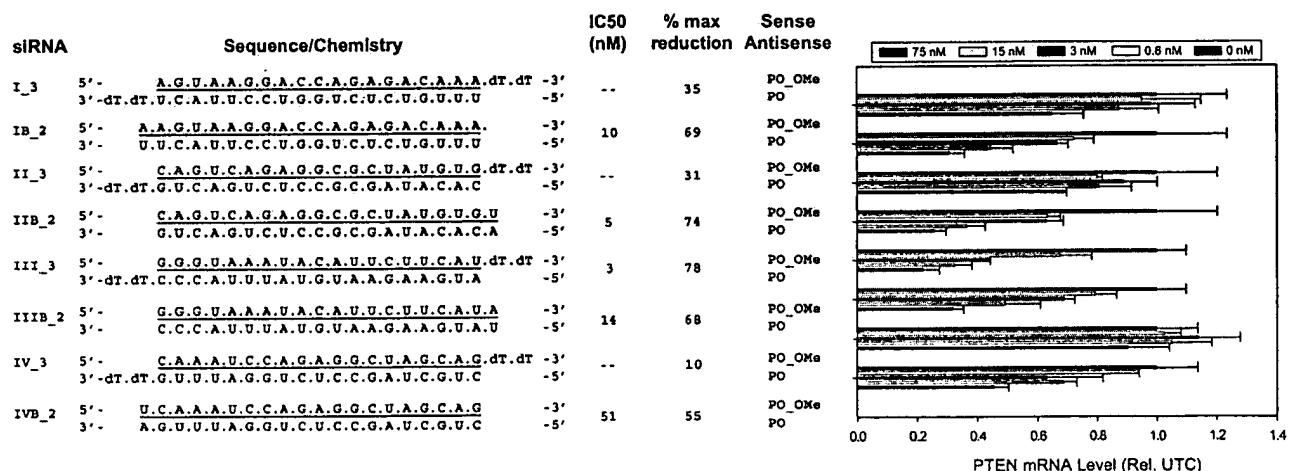 IC50 % max Sense
siRNA Sequence/Chemistry (nM) reduction Antisense
75 nM 15 nM 3 nM 0.6 nM 0 nM
I_3 5'- A.G.U.A.A.G.G.A.C.C.A.G.A.G.A.C.A.A.A.dT.dT -3' -- 35 PO_OMe
3'-dT.dT.U.C.A.U.U.C.C.U.G.G.U.C.U.C.U.G.U.U.U -5' PO
IB_2 5'- A.A.G.U.A.A.G.G.A.C.C.A.G.A.G.A.C.A.A.A. -3' 10 69 PO_OMe
3'- U.U.C.A.U.U.C.C.U.G.G.U.C.U.C.U.G.U.U.U -5' PO
II_3 5'- C.A.G.U.C.A.G.A.G.G.C.G.C.U.A.U.G.U.G.dT.dT -3' -- 31 PO_OMe
3'-dT.dT.G.U.C.A.G.U.C.U.C.C.G.C.G.A.U.A.C.A.C -5' PO
IIB_2 5'- C.A.G.U.C.A.G.A.G.G.C.G.C.U.A.U.G.U.G.U -3' 5 74 PO_OMe
3'- G.U.C.A.G.U.C.U.C.C.G.C.G.A.U.A.C.A.C.A -5' PO
III_3 5'- G.G.G.U.A.A.A.U.A.C.A.U.U.C.U.U.C.A.U.dT.dT -3' 3 78 PO_OMe
3'-dT.dT.C.C.C.A.U.U.U.A.U.G.U.A.A.G.A.A.G.U.A -5' PO
IIIB_2 5'- G.G.G.U.A.A.A.U.A.C.A.U.U.C.U.U.C.A.U.A -3' 14 68 PO_OMe
3'- C.C.C.A.U.U.U.A.U.G.U.A.A.G.A.A.G.U.A.U -5' PO
IV_3 5'- C.A.A.A.U.C.C.A.G.A.G.G.C.U.A.G.C.A.G.dT.dT -3' -- 10 PO_OMe
3'-dT.dT.G.U.U.U.A.G.G.U.C.U.C.C.G.A.U.C.G.U.C -5' PO
IVB_2 5'- U.C.A.A.A.U.C.C.A.G.A.G.G.C.U.A.G.C.A.G -3' 51 55 PO_OMe
3'- A.G.U.U.U.A.G.G.U.C.U.C.C.G.A.U.C.G.U.C -5' PO
0.0 0.2 0.4 0.6 0.8 1.0 1.2 1.4
PTEN mRNA Level (Rel. UTC)